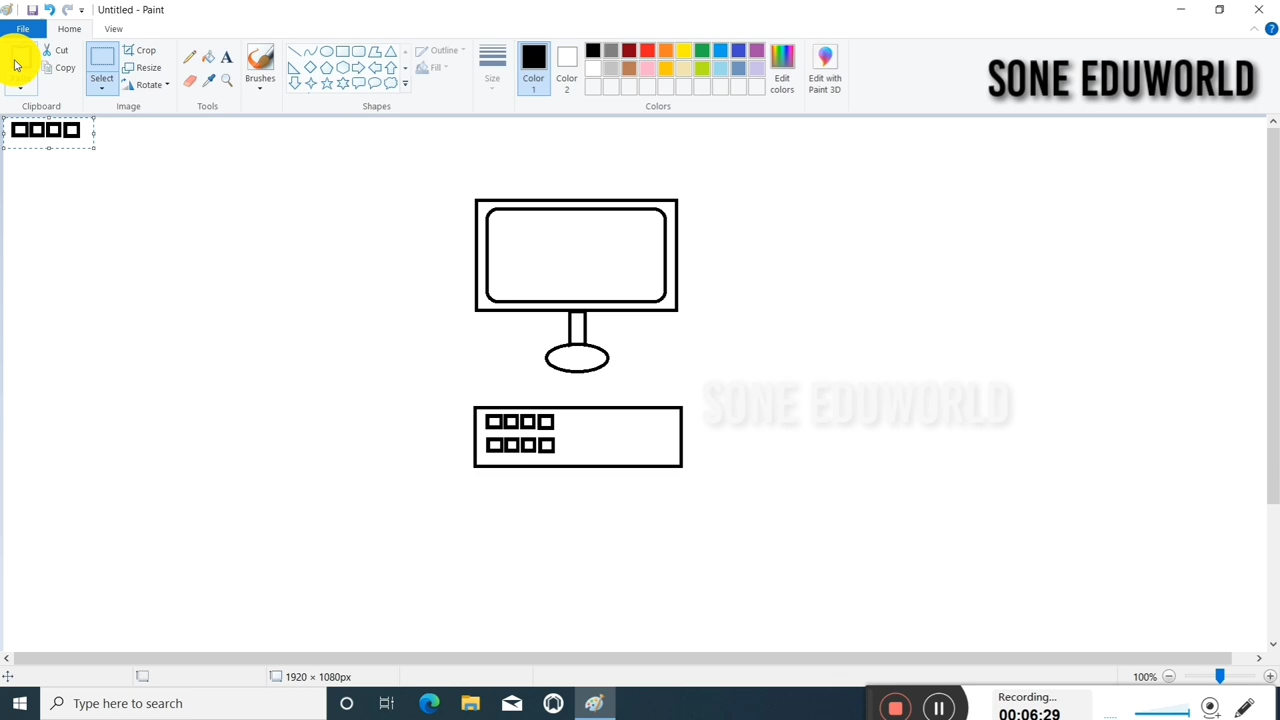 Untitled - Paint
File Home View
Cut
Copy
Select
Crop
Resize
Rotate
Brushes
Outline
Fill
Size
Color 1
Color 2
Edit colors
Edit with Paint 3D
Clipboard Image Tools Shapes Colors
SONE EDUWORLD
SONE EDUWORLD
1920 × 1080px
100%
Type here to search
Recording...
00:06:29